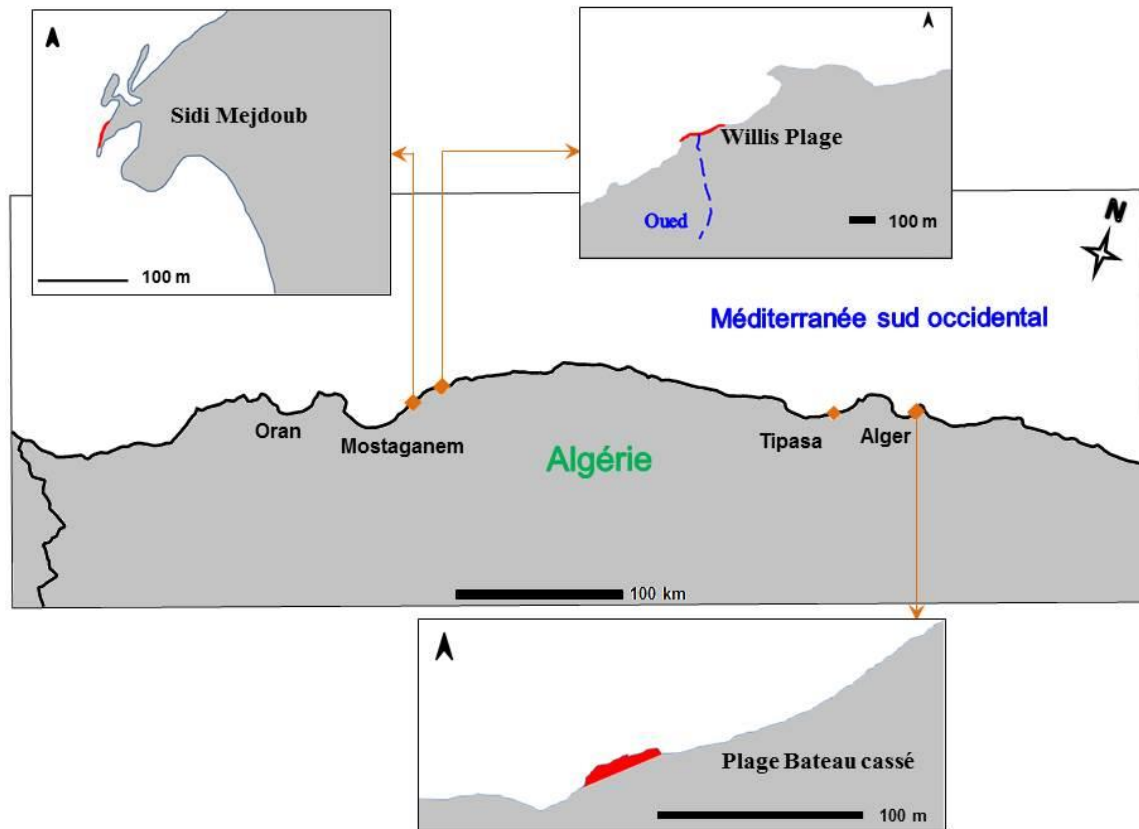 Sidi Mejdoub
100 m
Willis Plage
Oued
100 m
N
Méditerranée sud occidental
Oran
Mostaganem
Algérie
Tipasa
Alger
100 km
Plage Bateau cassé
100 m